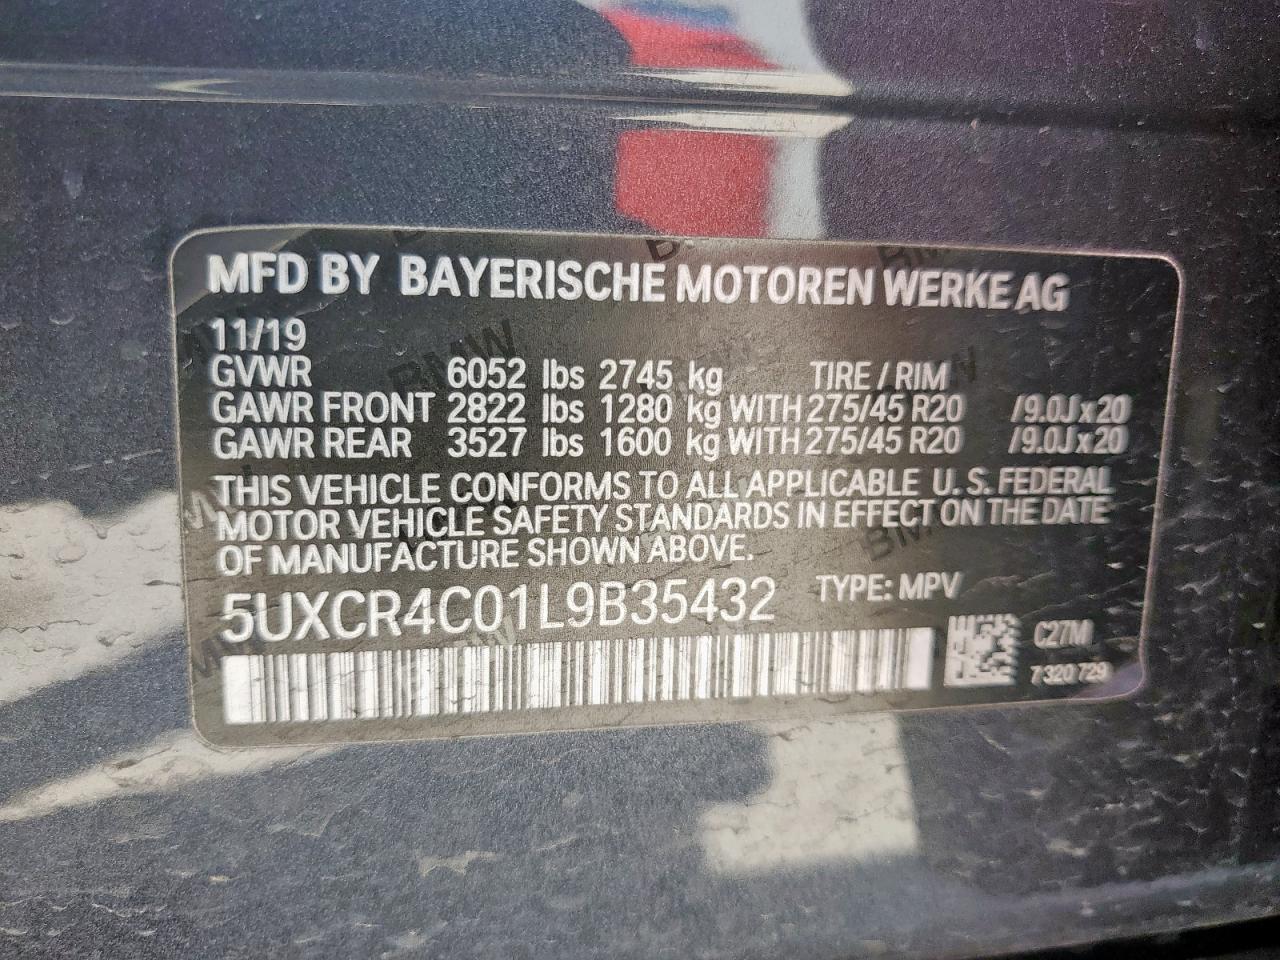 MFD BY BAYERISCHE MOTOREN WERKE AG
11/19
GVWR 6052 lbs 2745 kg TIRE / RIM
GAWR FRONT 2822 lbs 1280 kg WITH 275/45 R20 /9.0J x 20
GAWR REAR 3527 lbs 1600 kg WITH 275/45 R20 /9.0J x 20
THIS VEHICLE CONFORMS TO ALL APPLICABLE U.S. FEDERAL
MOTOR VEHICLE SAFETY STANDARDS IN EFFECT ON THE DATE
OF MANUFACTURE SHOWN ABOVE.
5UXCR4C01L9B35432 TYPE: MPV
C27M
7 320 729